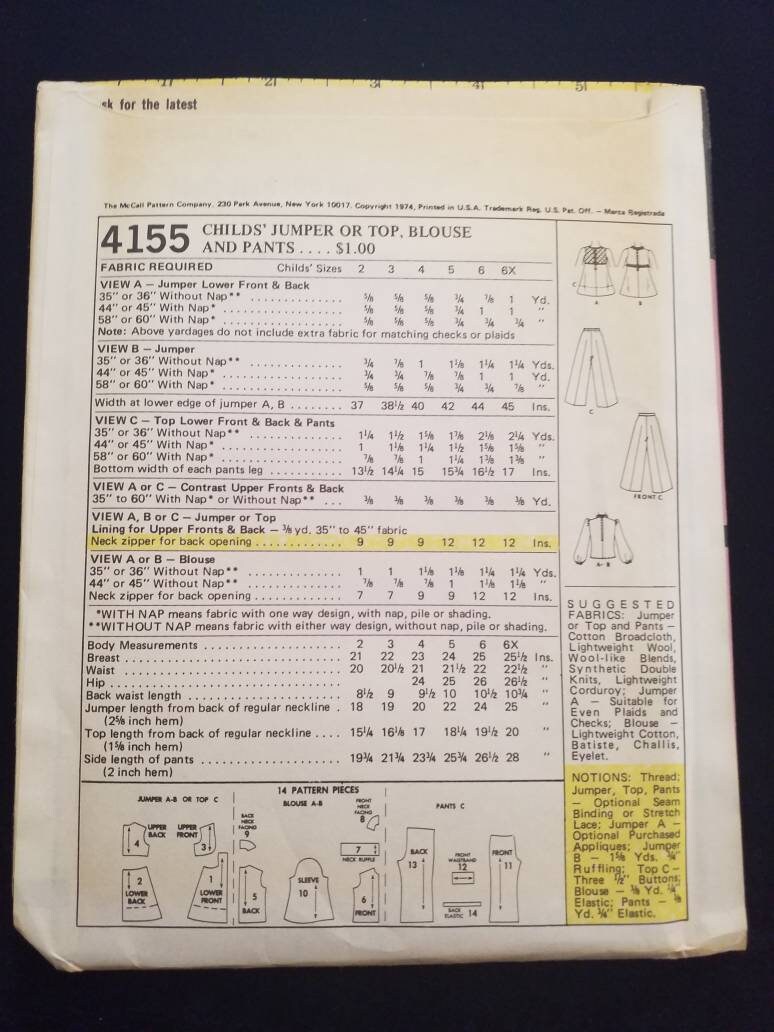 1| 2| 3| 4| 5|
sk for the latest
The McCall Pattern Company, 230 Park Avenue, New York 10017. Copyright 1974, Printed in U.S.A. Trademark Reg. U.S. Pat. Off. – Marca Registrada
4155 CHILDS' JUMPER OR TOP, BLOUSE
AND PANTS . . . . $1.00
FABRIC REQUIRED Childs' Sizes 2 3 4 5 6 6X
VIEW A – Jumper Lower Front & Back
35" or 36" Without Nap** 5/8 5/8 5/8 3/4 7/8 1 Yd.
44" or 45" With Nap* 5/8 5/8 5/8 3/4 1 1 "
58" or 60" With Nap* 5/8 5/8 5/8 3/4 3/4 3/4 "
Note: Above yardages do not include extra fabric for matching checks or plaids
VIEW B – Jumper
35" or 36" Without Nap** 3/4 7/8 1 1 1/8 1 1/4 1 1/4 Yds.
44" or 45" With Nap* 3/4 3/4 7/8 7/8 1 1 Yd.
58" or 60" With Nap* 5/8 5/8 5/8 3/4 3/4 7/8 "
Width at lower edge of jumper A, B 37 38 1/2 40 42 44 45 Ins.
VIEW C – Top Lower Front & Back & Pants
35" or 36" Without Nap** 1 1/4 1 1/2 1 5/8 1 7/8 2 1/8 2 1/4 Yds.
44" or 45" With Nap* 1 1 1/8 1 1/4 1 1/2 1 5/8 1 5/8 "
58" or 60" With Nap* 7/8 7/8 1 1 1/4 1 3/8 1 3/8 "
Bottom width of each pants leg 13 1/2 14 1/4 15 15 3/4 16 1/2 17 Ins.
VIEW A or C – Contrast Upper Fronts & Back
35" to 60" With Nap* or Without Nap** . . . 3/8 3/8 3/8 3/8 3/8 3/8 Yd.
VIEW A, B or C – Jumper or Top
Lining for Upper Fronts & Back – 3/8 yd. 35" to 45" fabric
Neck zipper for back opening 9 9 9 12 12 12 Ins.
VIEW A or B – Blouse
35" or 36" Without Nap** 1 1 1 1/8 1 1/8 1 1/4 1 1/4 Yds.
44" or 45" Without Nap** 7/8 7/8 7/8 1 1 1/8 1 1/8 "
Neck zipper for back opening 7 7 9 9 12 12 Ins.
*WITH NAP means fabric with one way design, with nap, pile or shading.
**WITHOUT NAP means fabric with either way design, without nap, pile or shading.
Body Measurements 2 3 4 5 6 6X
Breast 21 22 23 24 25 25 1/2 Ins.
Waist 20 20 1/2 21 21 1/2 22 22 1/2 "
Hip 24 25 26 26 1/2 "
Back waist length 8 1/2 9 9 1/2 10 10 1/2 10 3/4 "
Jumper length from back of regular neckline . 18 19 20 22 24 25 "
(2 5/8 inch hem)
Top length from back of regular neckline . . . . 15 1/4 16 1/8 17 18 1/4 19 1/2 20 "
(1 5/8 inch hem)
Side length of pants 19 3/4 21 3/4 23 3/4 25 3/4 26 1/2 28 "
(2 inch hem)
A
B
C
C
FRONT C
A-B
SUGGESTED
FABRICS: Jumper
or Top and Pants –
Cotton Broadcloth,
Lightweight Wool,
Wool-like Blends,
Synthetic Double
Knits, Lightweight
Corduroy; Jumper
A – Suitable for
Even Plaids and
Checks; Blouse –
Lightweight Cotton,
Batiste, Challis,
Eyelet.
NOTIONS: Thread;
Jumper, Top, Pants
– Optional Seam
Binding or Stretch
Lace; Jumper A –
Optional Purchased
Appliques; Jumper
B – 1 5/8 Yds. 3/4"
Ruffling; Top C –
Three 1/2" Buttons;
Blouse – 3/8 Yd. 1/4"
Elastic; Pants –
Yd. 3/4" Elastic.
14 PATTERN PIECES
JUMPER A-B OR TOP C
UPPER BACK 4
UPPER FRONT 3
2 LOWER BACK
1 LOWER FRONT
BLOUSE A-B
BACK NECK FACING 9
FRONT NECK FACING 8
7 NECK RUFFLE
5 BACK
SLEEVE 10
6 FRONT
PANTS C
BACK 13
FRONT WAISTBAND 12
FRONT 11
BACK ELASTIC 14